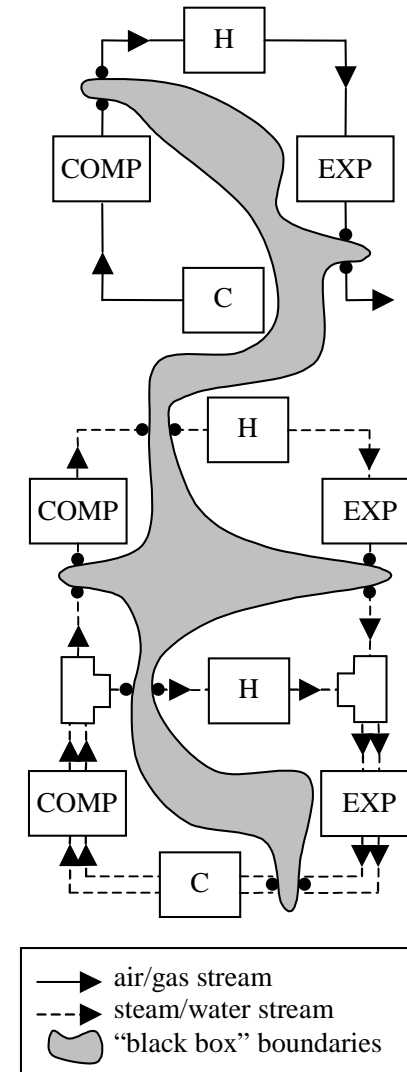 H
COMP
EXP
C
H
COMP
EXP
H
COMP
EXP
C
air/gas stream
steam/water stream
“black box” boundaries